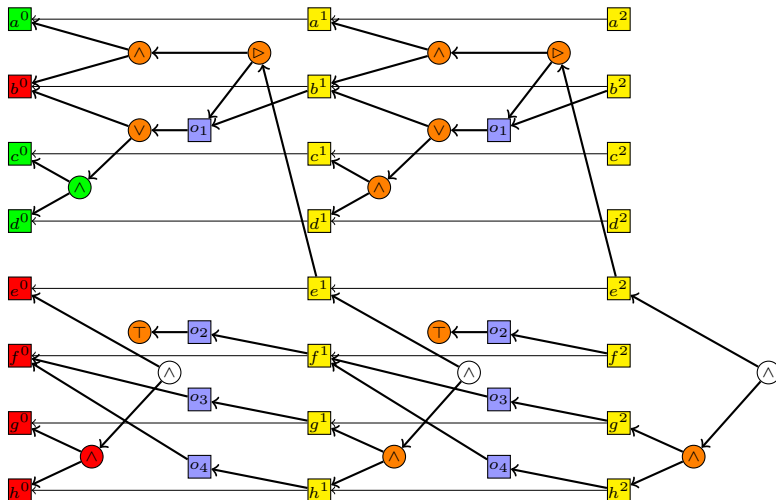 a⁰ a¹ a²
∧ ▷ ∧ ▷
b⁰ b¹ b²
∨ o₁ ∨ o₁
c⁰ c¹ c²
∧ ∧
d⁰ d¹ d²
e⁰ e¹ e²
⊤ o₂ ⊤ o₂
f⁰ f¹ f²
∧ ∧ ∧
o₃ o₃
g⁰ g¹ g²
∧ ∧ ∧
o₄ o₄
h⁰ h¹ h²